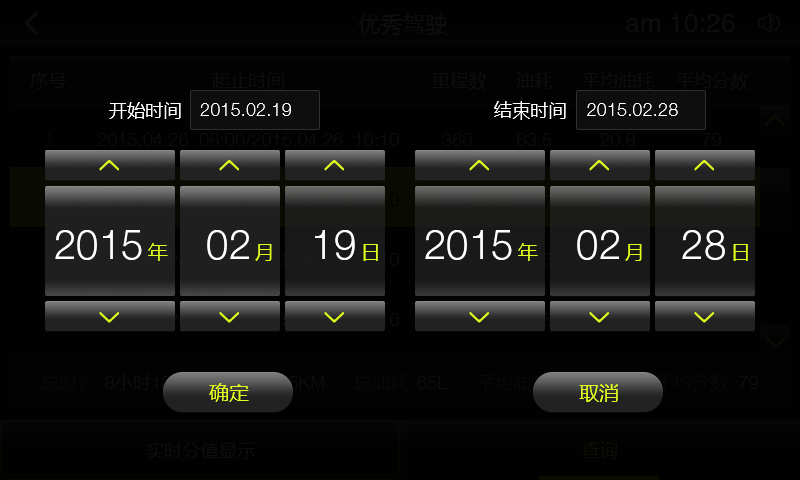 优秀驾驶 am 10:26
序号 起止时间 里程数 油耗 平均油耗 平均分数
开始时间 2015.02.19 结束时间 2015.02.28
1 2015.04.26 08:00/2015.04.26 16:10 360 63.5 20.8 79
2015年 02月 19日 2015年 02月 28日
总时长 8小时1 5KM 总油耗 65L 平均油 平均分数 79
确定 取消
实时分值显示 查询